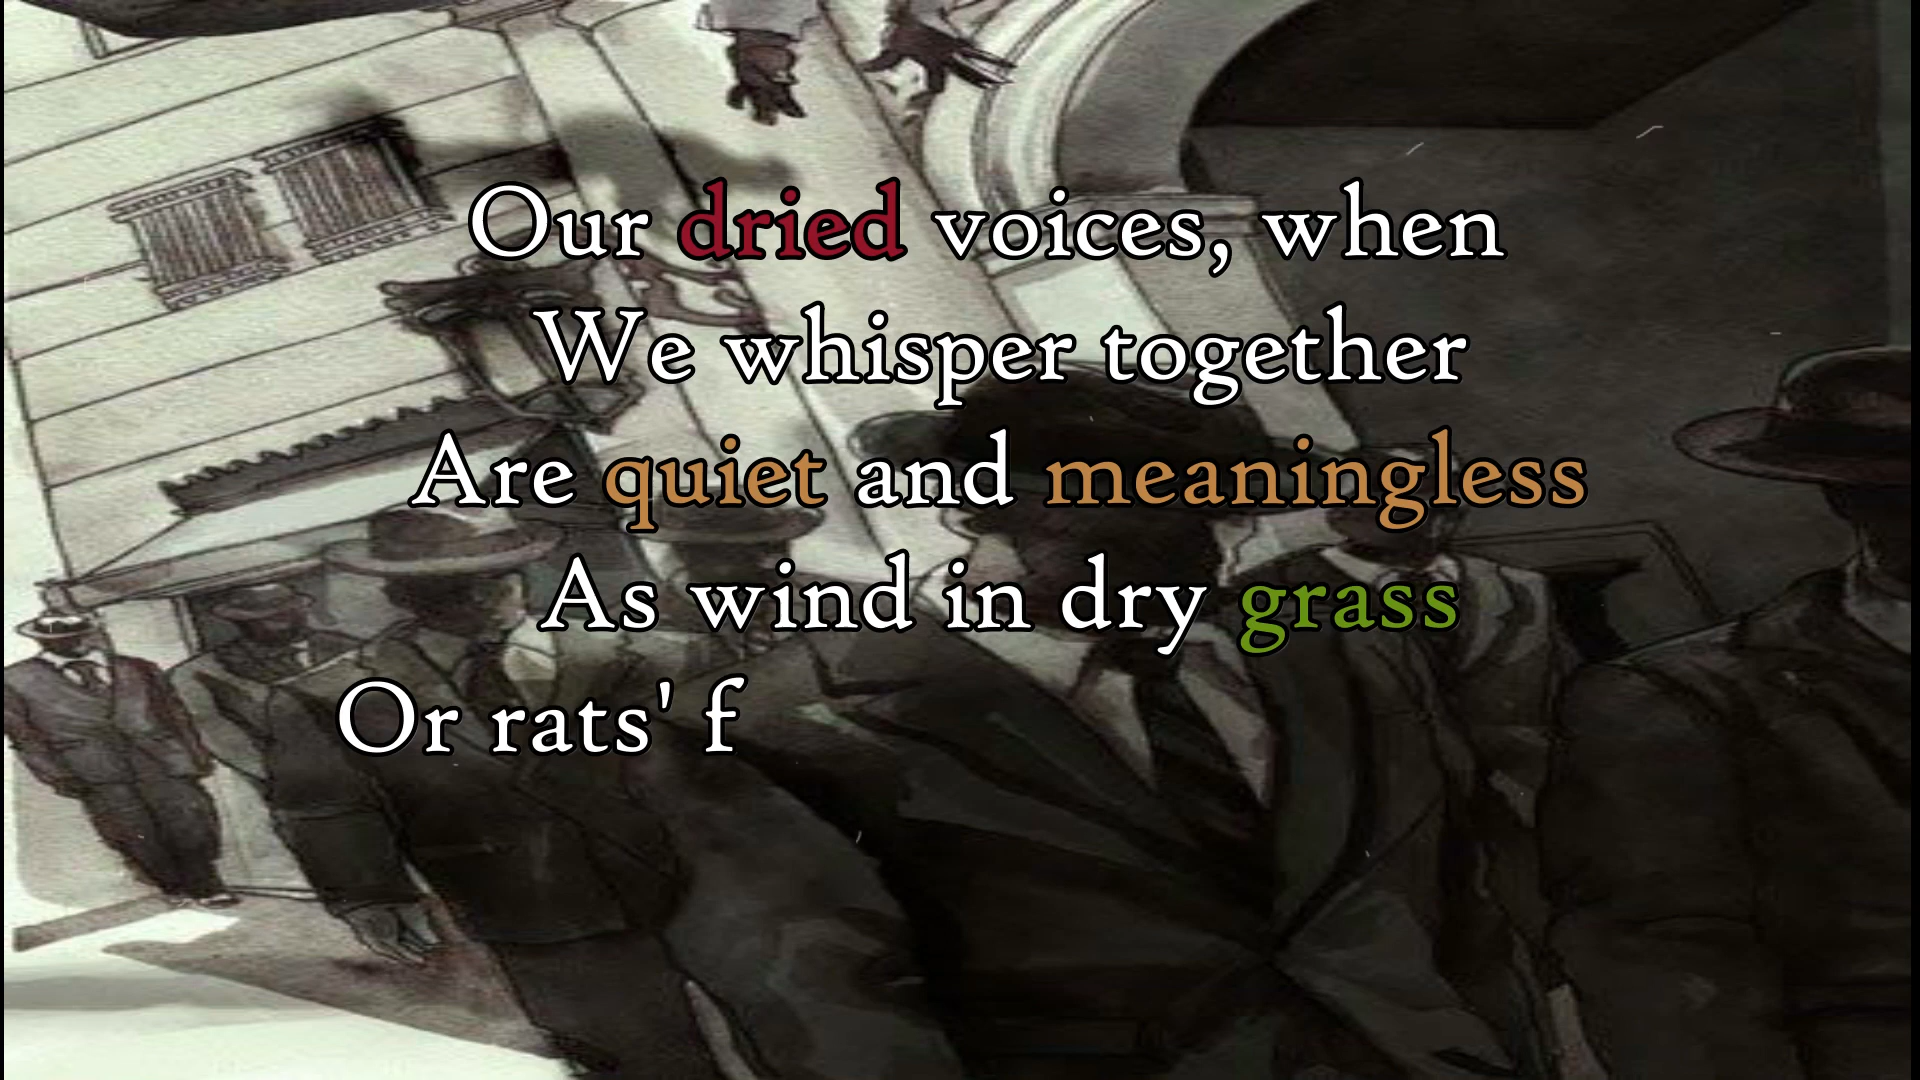 Our dried voices, when
We whisper together
Are quiet and meaningless
As wind in dry grass
Or rats' f